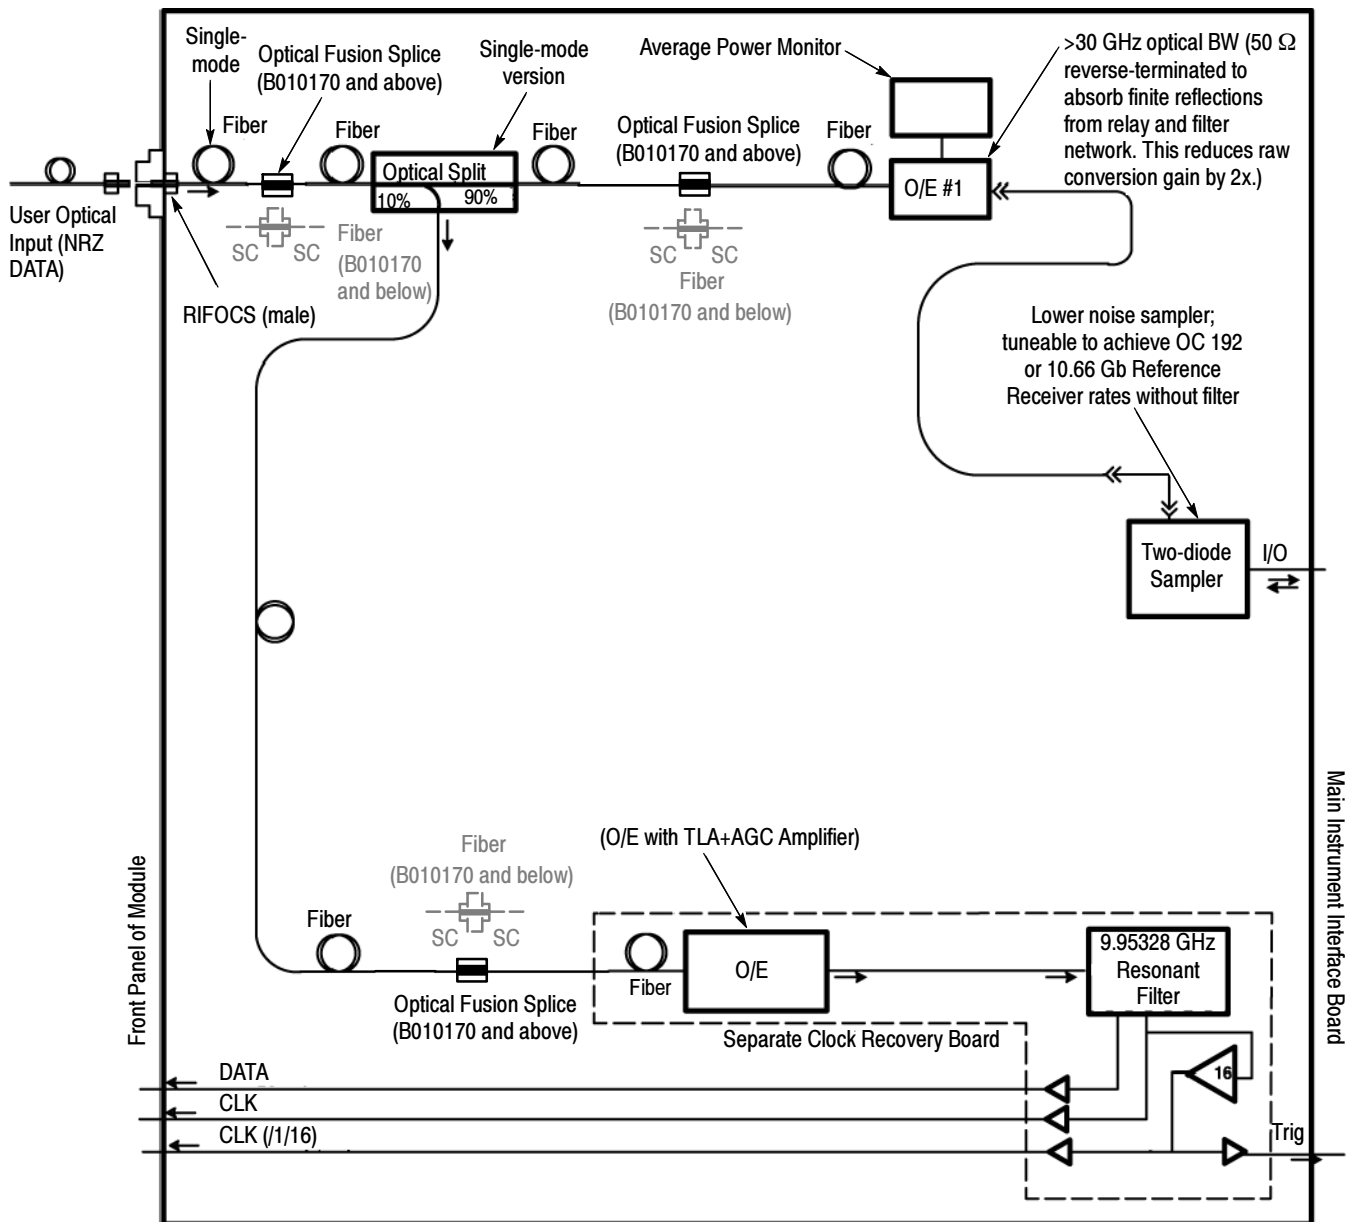 Single-
mode
Optical Fusion Splice
(B010170 and above)
Single-mode
version
Average Power Monitor
>30 GHz optical BW (50 Ω
reverse-terminated to
absorb finite reflections
from relay and filter
network. This reduces raw
conversion gain by 2x.)
Fiber
Fiber
Fiber
Optical Fusion Splice
(B010170 and above)
Fiber
Optical Split
10%
90%
O/E #1
User Optical
Input (NRZ
DATA)
SC SC
Fiber
(B010170
and below)
SC SC
Fiber
(B010170 and below)
RIFOCS (male)
Lower noise sampler;
tuneable to achieve OC 192
or 10.66 Gb Reference
Receiver rates without filter
Two-diode
Sampler
I/O
Main Instrument Interface Board
Front Panel of Module
(O/E with TLA+AGC Amplifier)
Fiber
(B010170 and below)
SC SC
Fiber
Optical Fusion Splice
(B010170 and above)
Fiber
O/E
9.95328 GHz
Resonant
Filter
Separate Clock Recovery Board
16
DATA
CLK
CLK (/1/16)
Trig